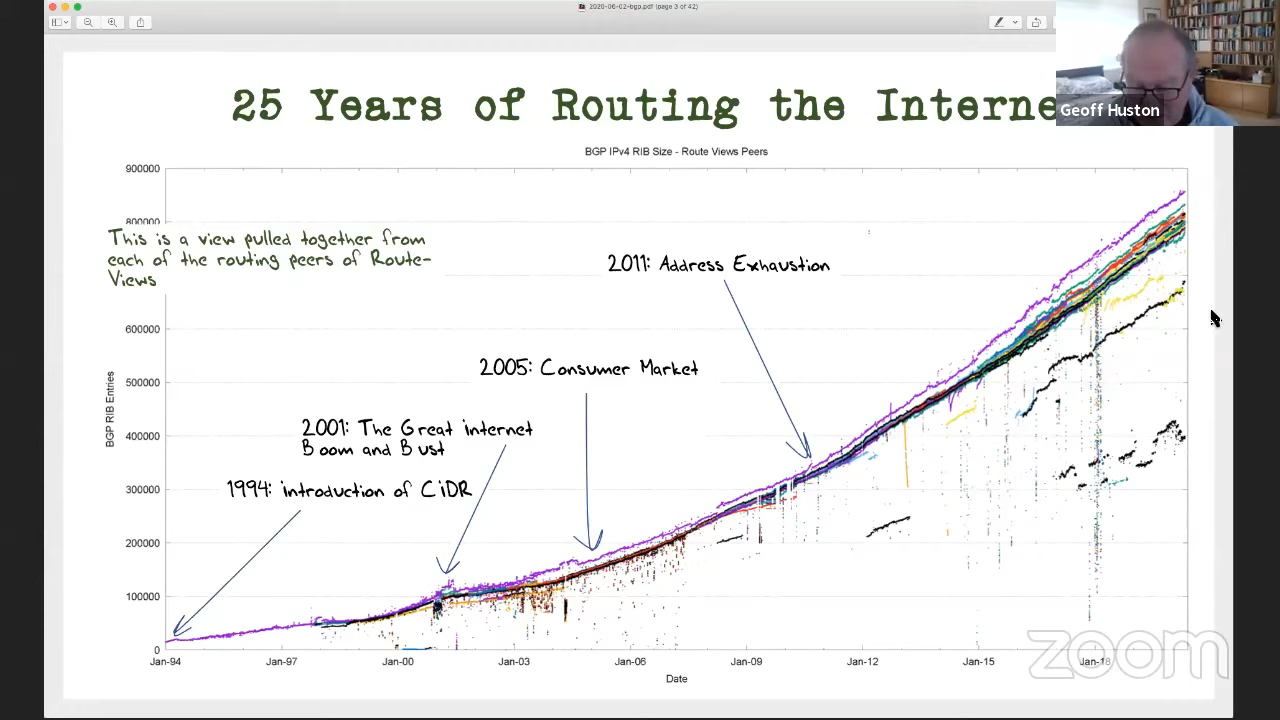 2020-06-02-bgp.pdf (page 3 of 42)
25 Years of Routing the Interne
Geoff Huston
BGP IPv4 RIB Size - Route Views Peers
900000
800000
This is a view pulled together from
each of the routing peers of Route-
Views
2011: Address Exhaustion
600000
2005: Consumer Market
500000
BGP RIB Entries
2001: The Great internet
Boom and Bust
400000
1994: introduction of CiDR
300000
200000
100000
0
Jan-94 Jan-97 Jan-00 Jan-03 Jan-06 Jan-09 Jan-12 Jan-15 Jan-18
Date
zoom